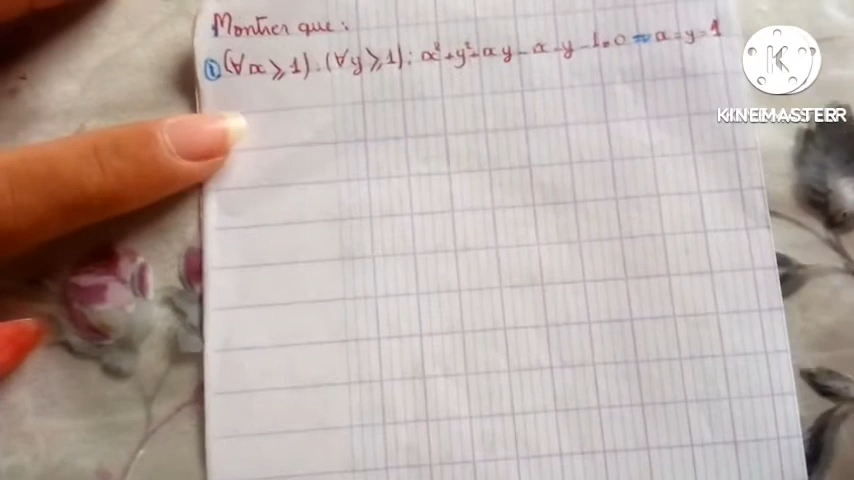 Montrer que :
① (∀x ≥ 1). (∀y ≥ 1) : x² + y² + xy - x - y - 1 = 0 ⇒ x = y = 1
K
KINEMASTER